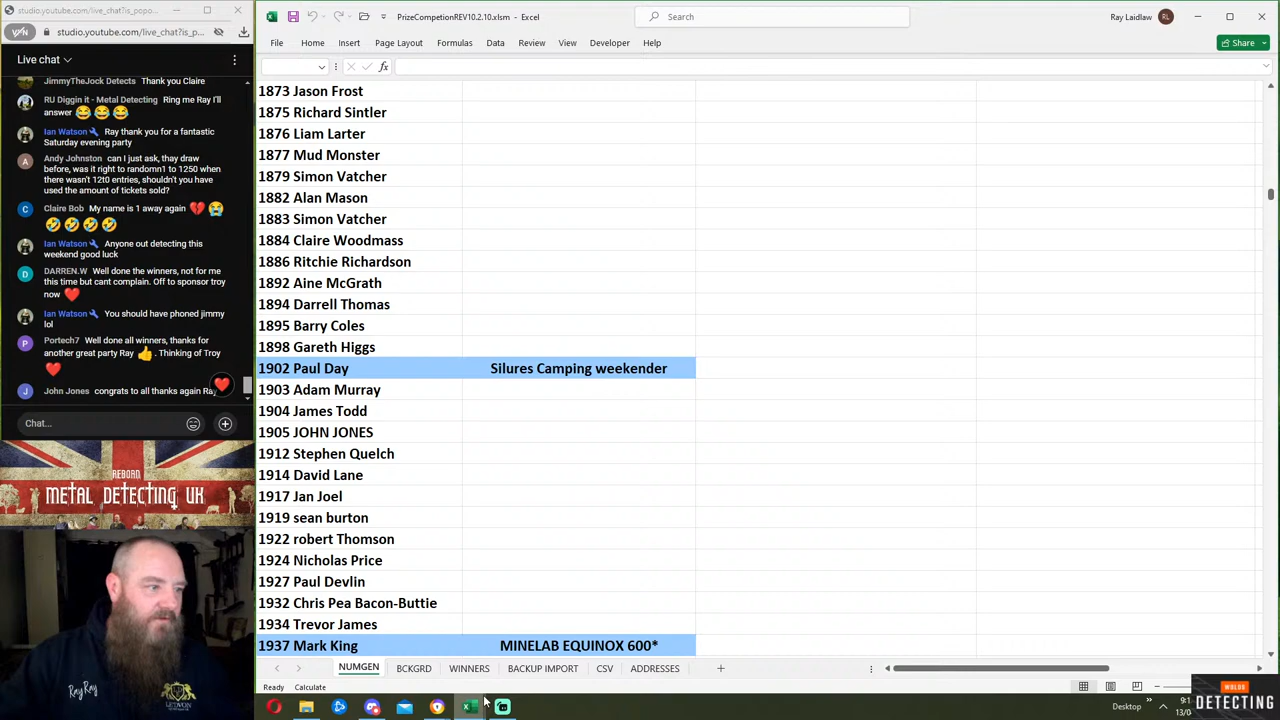 studio.youtube.com/live_chat?is_popo...
studio.youtube.com/live_chat?is_p...
VPN
Live chat
JimmyTheJock Detects Thank you Claire
RU Diggin it - Metal Detecting Ring me Ray I'll
answer 😂😂😂
Ian Watson Ray thank you for a fantastic
Saturday evening party
Andy Johnston can I just ask, thay draw
before, was it right to randomn1 to 1250 when
there wasn't 12t0 entries, shouldn't you have
used the amount of tickets sold?
Claire Bob My name is 1 away again 💔😭
🤣🤣🤣🤣
Ian Watson Anyone out detecting this
weekend good luck
DARREN.W Well done the winners, not for me
this time but cant complain. Off to sponsor troy
now ❤️
Ian Watson You should have phoned jimmy
lol
Portech7 Well done all winners, thanks for
another great party Ray 👍. Thinking of Troy
❤️
John Jones congrats to all thanks again Ray
Chat...
REBORN
METAL DETECTING UK
RayRay
PrizeCompetionREV10.2.10.xlsm - Excel
Search
Ray Laidlaw
RL
File Home Insert Page Layout Formulas Data Review View Developer Help
Share
fx
1873 Jason Frost
1875 Richard Sintler
1876 Liam Larter
1877 Mud Monster
1879 Simon Vatcher
1882 Alan Mason
1883 Simon Vatcher
1884 Claire Woodmass
1886 Ritchie Richardson
1892 Aine McGrath
1894 Darrell Thomas
1895 Barry Coles
1898 Gareth Higgs
1902 Paul Day Silures Camping weekender
1903 Adam Murray
1904 James Todd
1905 JOHN JONES
1912 Stephen Quelch
1914 David Lane
1917 Jan Joel
1919 sean burton
1922 robert Thomson
1924 Nicholas Price
1927 Paul Devlin
1932 Chris Pea Bacon-Buttie
1934 Trevor James
1937 Mark King MINELAB EQUINOX 600*
NUMGEN BCKGRD WINNERS BACKUP IMPORT CSV ADDRESSES
Ready Calculate
Desktop
DETECTING